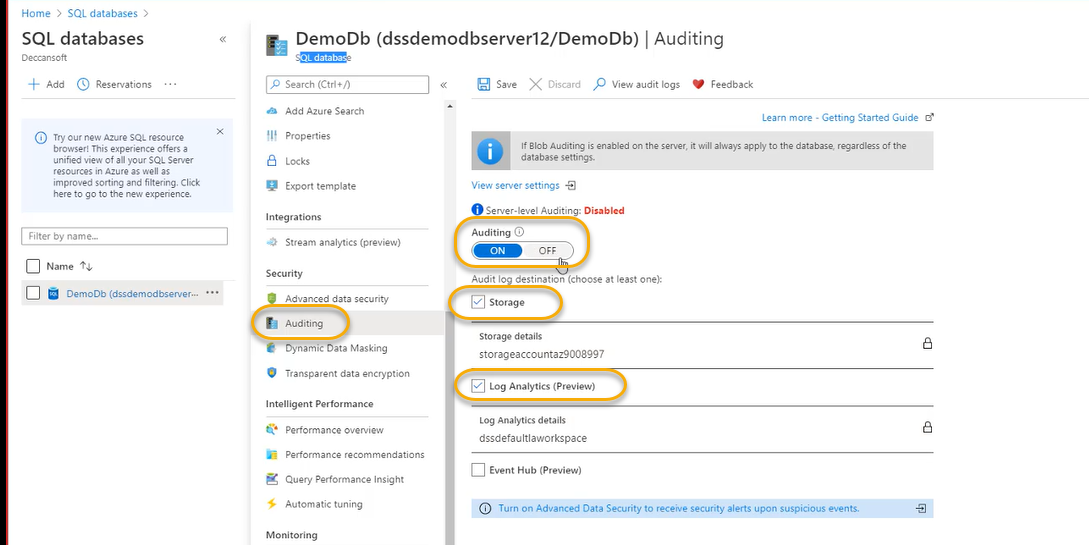 Home > SQL databases >
SQL databases
Deccansoft
Add
Reservations
Try our new Azure SQL resource
browser! This experience offers a
unified view of all your SQL Server
resources in Azure as well as
improved sorting and filtering. Click
here to go to the new experience.
Filter by name...
Name
DemoDb (dssdemodbserver...
DemoDb (dssdemodbserver12/DemoDb) | Auditing
SQL database
Search (Ctrl+/)
Add Azure Search
Properties
Locks
Export template
Integrations
Stream analytics (preview)
Security
Advanced data security
Auditing
Dynamic Data Masking
Transparent data encryption
Intelligent Performance
Performance overview
Performance recommendations
Query Performance Insight
Automatic tuning
Monitoring
Save
Discard
View audit logs
Feedback
Learn more - Getting Started Guide
If Blob Auditing is enabled on the server, it will always apply to the database, regardless of the
database settings.
View server settings
Server-level Auditing: Disabled
Auditing
ON OFF
Audit log destination (choose at least one):
Storage
Storage details
storageaccountaz9008997
Log Analytics (Preview)
Log Analytics details
dssdefaultlaworkspace
Event Hub (Preview)
Turn on Advanced Data Security to receive security alerts upon suspicious events.